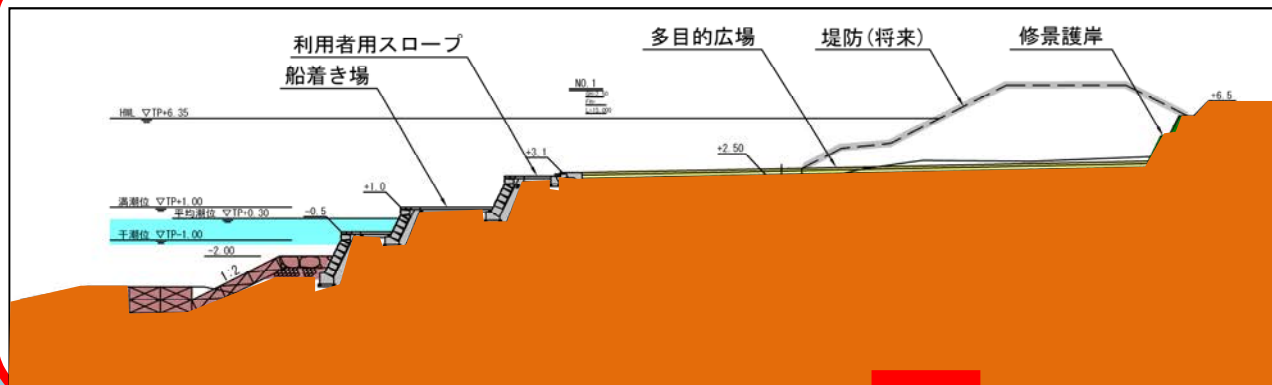 利用者用スロープ
船着き場
多目的広場
堤防(将来)
修景護岸
NO.1
HWL ▽TP+6.35
+6.5
+3.1
+2.50
+1.0
満潮位 ▽TP+1.00
平均潮位 ▽TP+0.30
-0.5
干潮位 ▽TP-1.00
-2.00
1:2